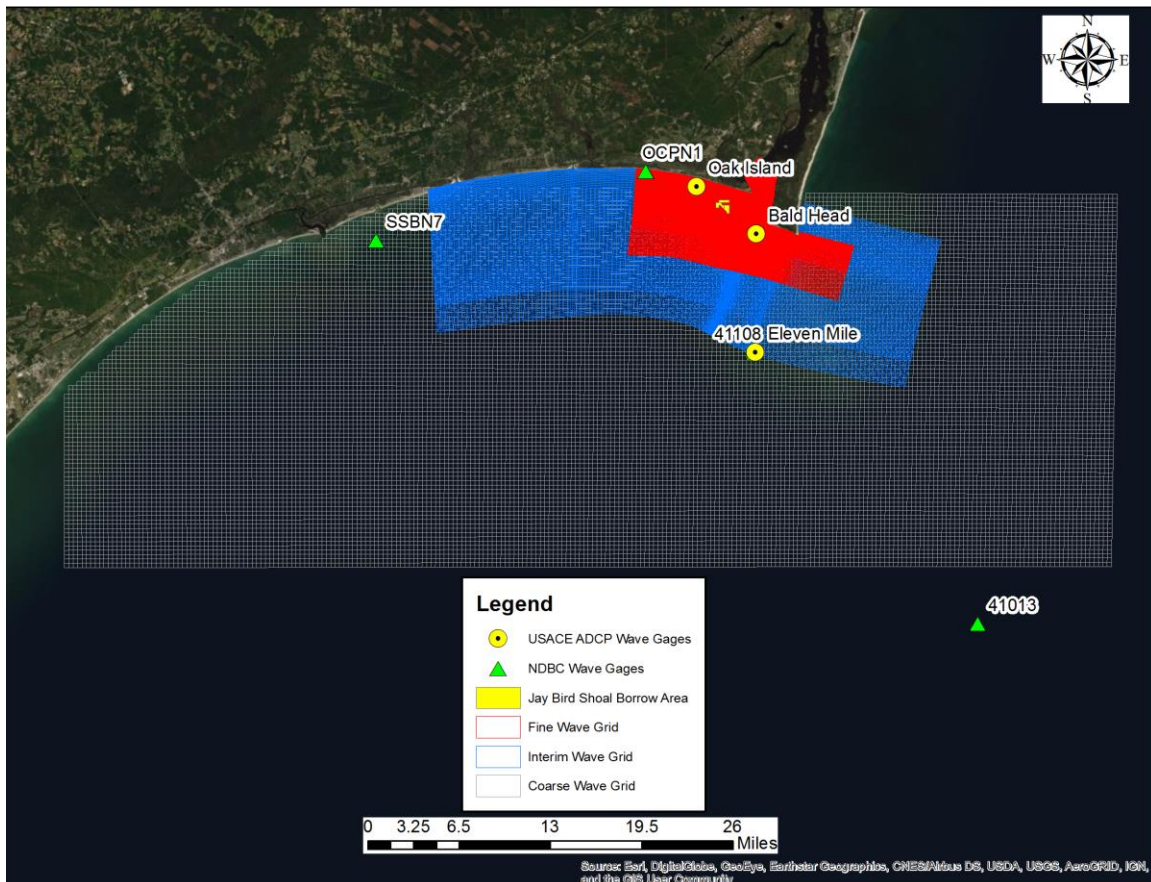 N
W E
S
OCPN1
Oak Island
SSBN7
Bald Head
41108 Eleven Mile
41013
Legend
USACE ADCP Wave Gages
NDBC Wave Gages
Jay Bird Shoal Borrow Area
Fine Wave Grid
Interim Wave Grid
Coarse Wave Grid
0 3.25 6.5 13 19.5 26
Miles
Source: Esri, DigitalGlobe, GeoEye, Earthstar Geographics, CNES/Airbus DS, USDA, USGS, AeroGRID, IGN,
and the GIS User Community